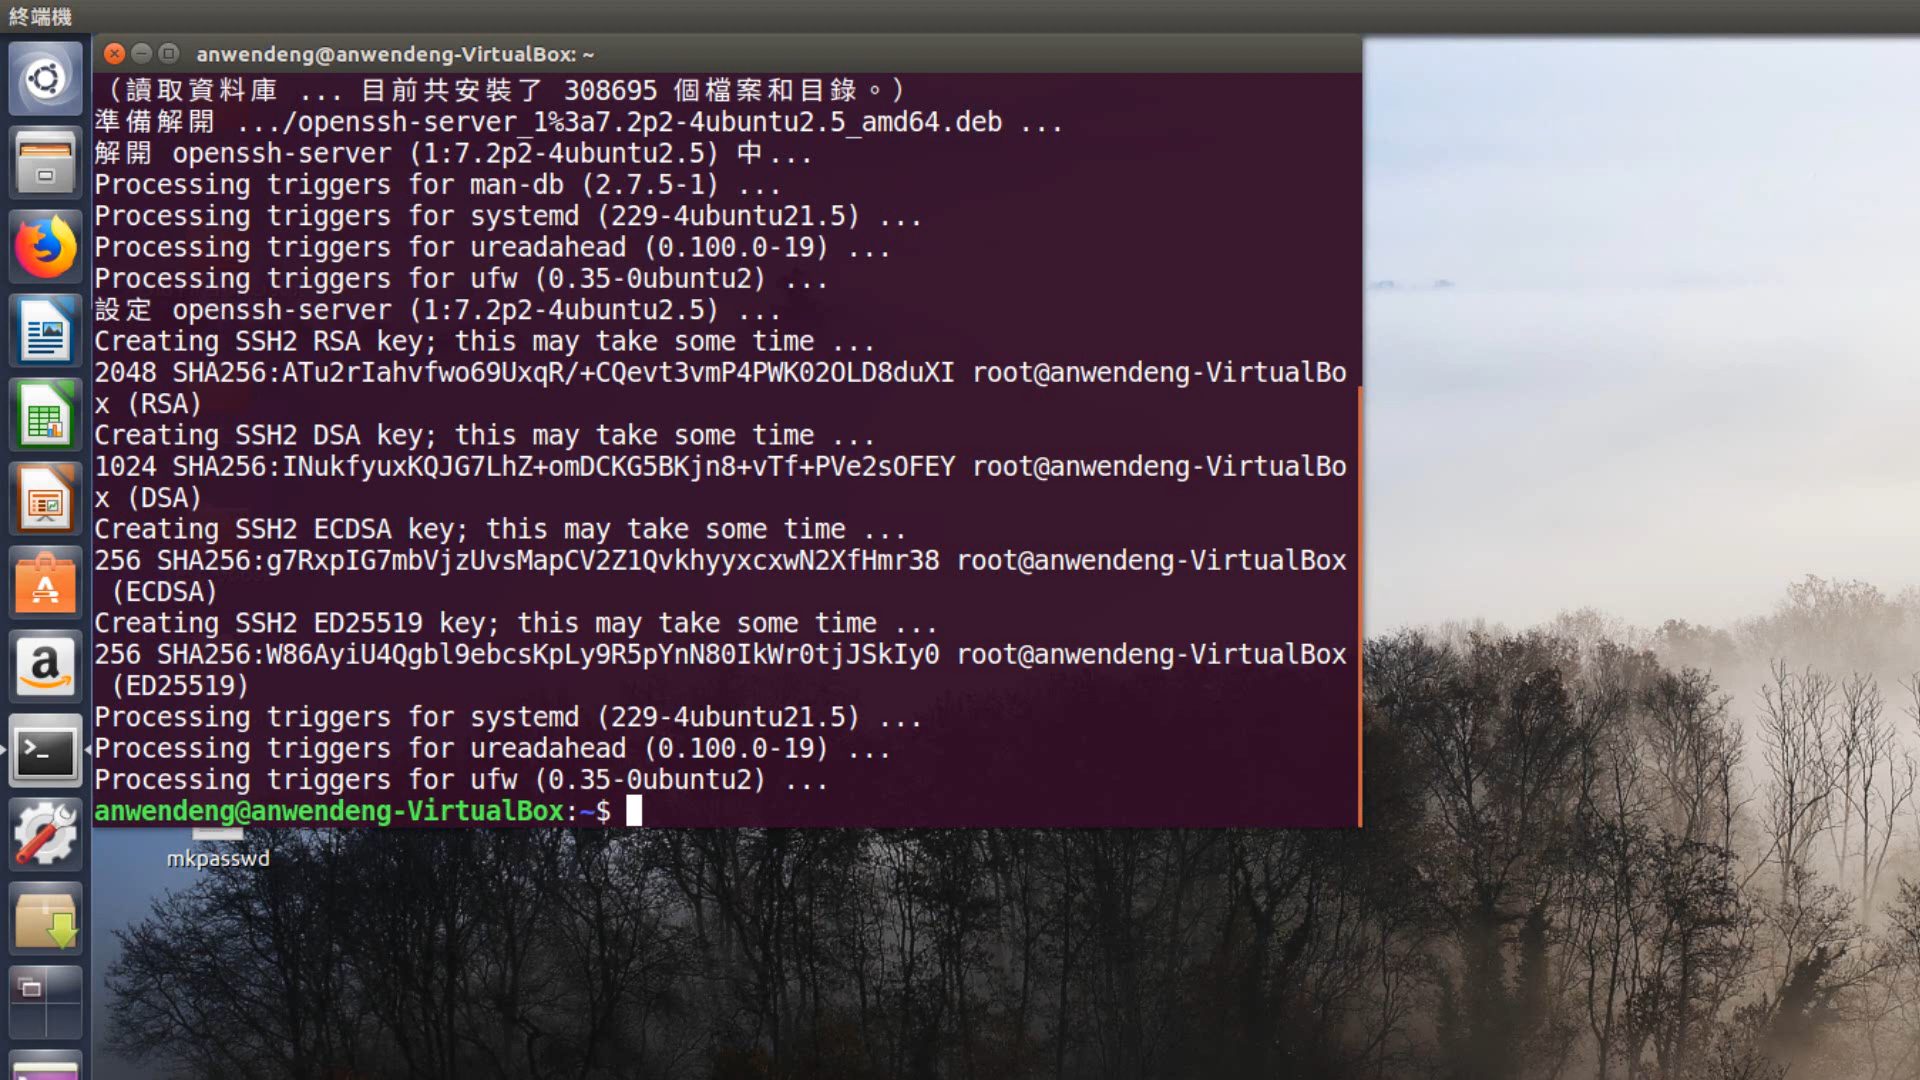 終端機
anwendeng@anwendeng-VirtualBox: ~
（讀取資料庫 ... 目前共安裝了 308695 個檔案和目錄。）
準備解開 .../openssh-server_1%3a7.2p2-4ubuntu2.5_amd64.deb ...
解開 openssh-server (1:7.2p2-4ubuntu2.5) 中...
Processing triggers for man-db (2.7.5-1) ...
Processing triggers for systemd (229-4ubuntu21.5) ...
Processing triggers for ureadahead (0.100.0-19) ...
Processing triggers for ufw (0.35-0ubuntu2) ...
設定 openssh-server (1:7.2p2-4ubuntu2.5) ...
Creating SSH2 RSA key; this may take some time ...
2048 SHA256:ATu2rIahvfwo69UxqR/+CQevt3vmP4PWK02OLD8duXI root@anwendeng-VirtualBo
x (RSA)
Creating SSH2 DSA key; this may take some time ...
1024 SHA256:INukfyuxKQJG7LhZ+omDCKG5BKjn8+vTf+PVe2sOFEY root@anwendeng-VirtualBo
x (DSA)
Creating SSH2 ECDSA key; this may take some time ...
256 SHA256:g7RxpIG7mbVjzUvsMapCV2Z1QvkhyyxcxwN2XfHmr38 root@anwendeng-VirtualBox
(ECDSA)
Creating SSH2 ED25519 key; this may take some time ...
256 SHA256:W86AyiU4Qgbl9ebcsKpLy9R5pYnN80IkWr0tjJSkIy0 root@anwendeng-VirtualBox
(ED25519)
Processing triggers for systemd (229-4ubuntu21.5) ...
Processing triggers for ureadahead (0.100.0-19) ...
Processing triggers for ufw (0.35-0ubuntu2) ...
anwendeng@anwendeng-VirtualBox:~$
mkpasswd